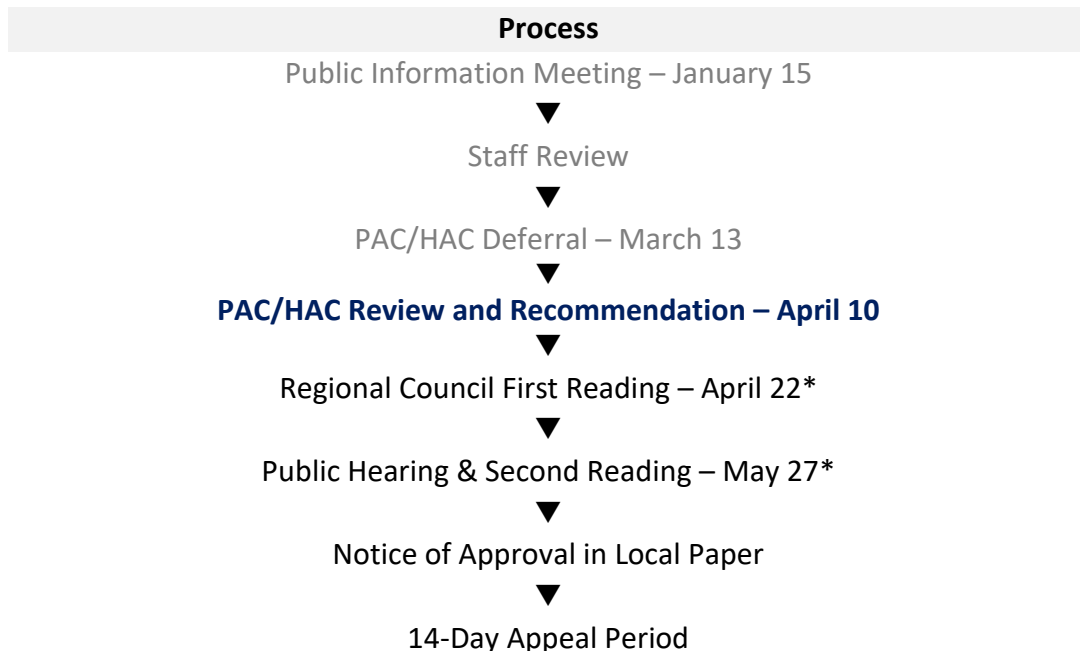 Process
Public Information Meeting – January 15
Staff Review
PAC/HAC Deferral – March 13
PAC/HAC Review and Recommendation – April 10
Regional Council First Reading – April 22*
Public Hearing & Second Reading – May 27*
Notice of Approval in Local Paper
14-Day Appeal Period